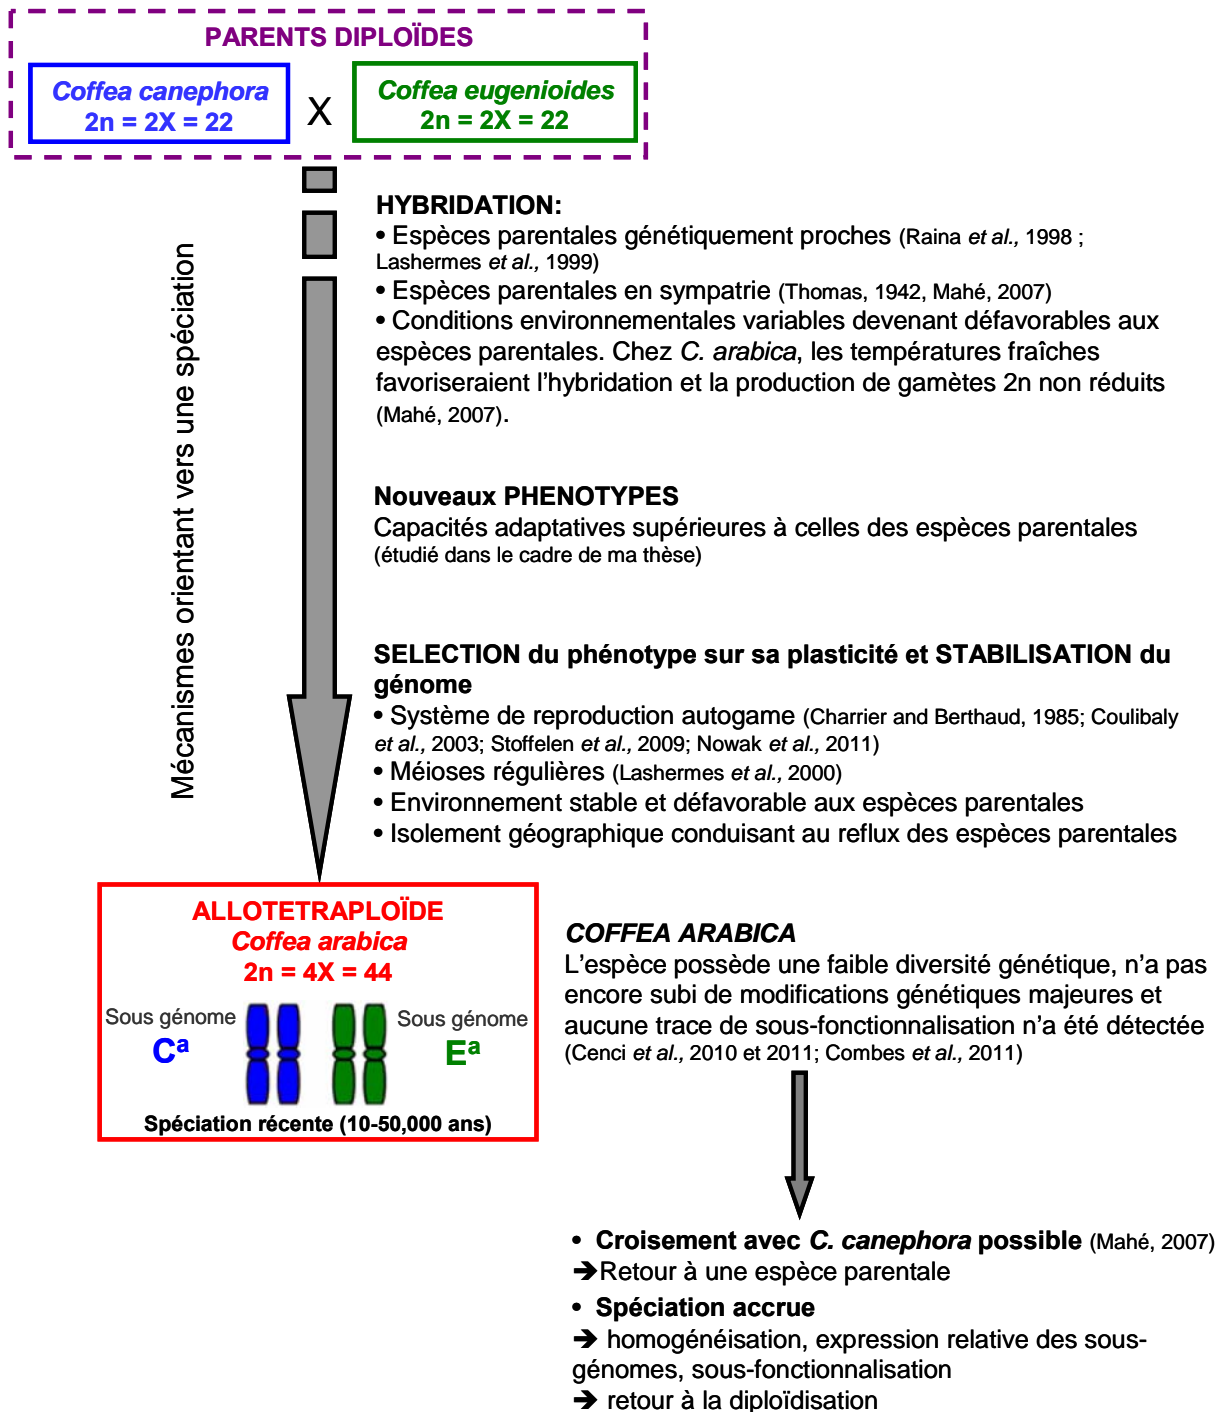 PARENTS DIPLOÏDES
Coffea canephora
2n = 2X = 22
X
Coffea eugenioides
2n = 2X = 22
Mécanismes orientant vers une spéciation
HYBRIDATION:
• Espèces parentales génétiquement proches (Raina et al., 1998 ;
Lashermes et al., 1999)
• Espèces parentales en sympatrie (Thomas, 1942, Mahé, 2007)
• Conditions environnementales variables devenant défavorables aux
espèces parentales. Chez C. arabica, les températures fraîches
favoriseraient l’hybridation et la production de gamètes 2n non réduits
(Mahé, 2007).
Nouveaux PHENOTYPES
Capacités adaptatives supérieures à celles des espèces parentales
(étudié dans le cadre de ma thèse)
SELECTION du phénotype sur sa plasticité et STABILISATION du
génome
• Système de reproduction autogame (Charrier and Berthaud, 1985; Coulibaly
et al., 2003; Stoffelen et al., 2009; Nowak et al., 2011)
• Méioses régulières (Lashermes et al., 2000)
• Environnement stable et défavorable aux espèces parentales
• Isolement géographique conduisant au reflux des espèces parentales
ALLOTETRAPLOÏDE
Coffea arabica
2n = 4X = 44
Sous génome
Cª
Sous génome
Eª
Spéciation récente (10-50,000 ans)
COFFEA ARABICA
L’espèce possède une faible diversité génétique, n’a pas
encore subi de modifications génétiques majeures et
aucune trace de sous-fonctionnalisation n’a été détectée
(Cenci et al., 2010 et 2011; Combes et al., 2011)
• Croisement avec C. canephora possible (Mahé, 2007)
➔Retour à une espèce parentale
• Spéciation accrue
➔ homogénéisation, expression relative des sous-
génomes, sous-fonctionnalisation
➔ retour à la diploïdisation